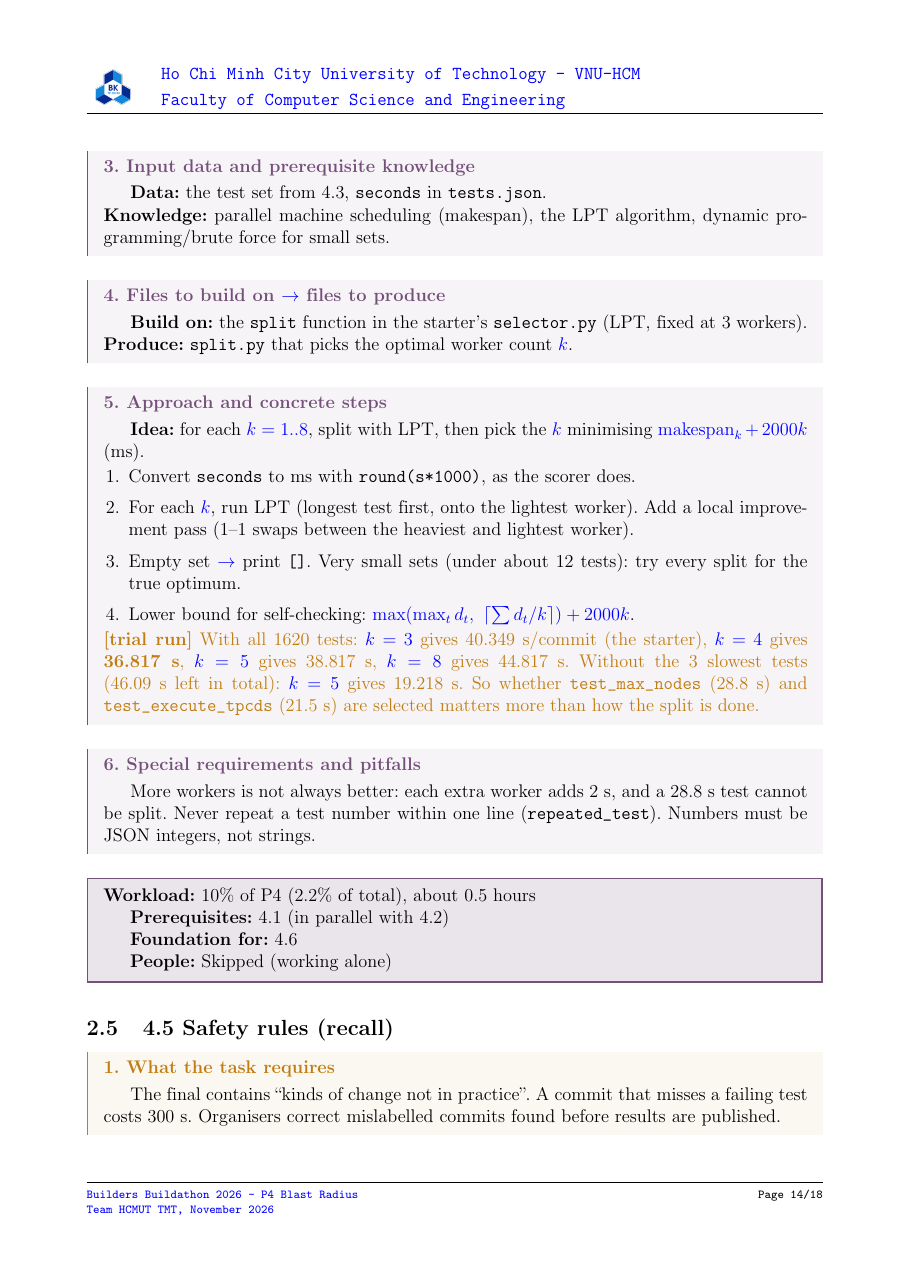 BK
Ho Chi Minh City University of Technology - VNU-HCM
Faculty of Computer Science and Engineering
3. Input data and prerequisite knowledge
Data: the test set from 4.3, seconds in tests.json.
Knowledge: parallel machine scheduling (makespan), the LPT algorithm, dynamic pro-
gramming/brute force for small sets.
4. Files to build on → files to produce
Build on: the split function in the starter's selector.py (LPT, fixed at 3 workers).
Produce: split.py that picks the optimal worker count k.
5. Approach and concrete steps
Idea: for each k = 1..8, split with LPT, then pick the k minimising makespanₖ + 2000k
(ms).
1. Convert seconds to ms with round(s*1000), as the scorer does.
2. For each k, run LPT (longest test first, onto the lightest worker). Add a local improve-
ment pass (1–1 swaps between the heaviest and lightest worker).
3. Empty set → print []. Very small sets (under about 12 tests): try every split for the
true optimum.
4. Lower bound for self-checking: max(maxₜ dₜ, ⌈∑ dₜ/k⌉) + 2000k.
[trial run] With all 1620 tests: k = 3 gives 40.349 s/commit (the starter), k = 4 gives
36.817 s, k = 5 gives 38.817 s, k = 8 gives 44.817 s. Without the 3 slowest tests
(46.09 s left in total): k = 5 gives 19.218 s. So whether test_max_nodes (28.8 s) and
test_execute_tpcds (21.5 s) are selected matters more than how the split is done.
6. Special requirements and pitfalls
More workers is not always better: each extra worker adds 2 s, and a 28.8 s test cannot
be split. Never repeat a test number within one line (repeated_test). Numbers must be
JSON integers, not strings.
Workload: 10% of P4 (2.2% of total), about 0.5 hours
Prerequisites: 4.1 (in parallel with 4.2)
Foundation for: 4.6
People: Skipped (working alone)
2.5 4.5 Safety rules (recall)
1. What the task requires
The final contains “kinds of change not in practice”. A commit that misses a failing test
costs 300 s. Organisers correct mislabelled commits found before results are published.
Builders Buildathon 2026 - P4 Blast Radius
Page 14/18
Team HCMUT TMT, November 2026